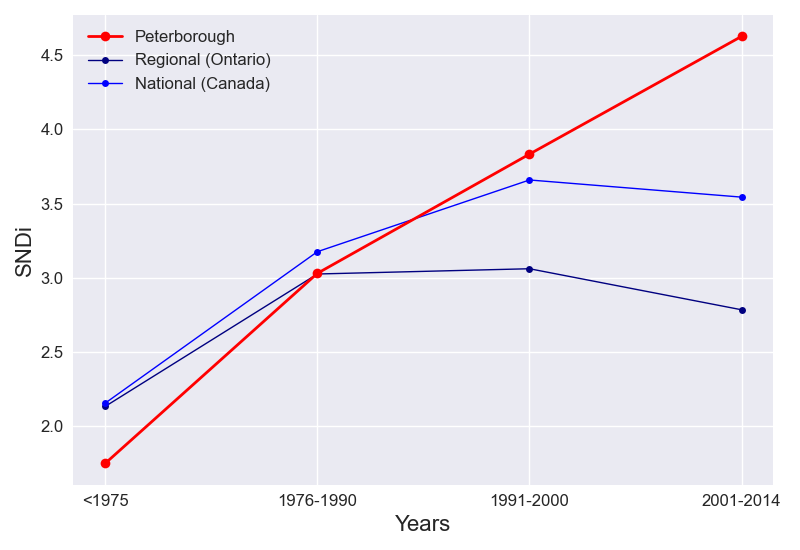 Peterborough
Regional (Ontario)
National (Canada)
4.5
4.0
3.5
3.0
2.5
2.0
SNDi
<1975
1976-1990
1991-2000
2001-2014
Years